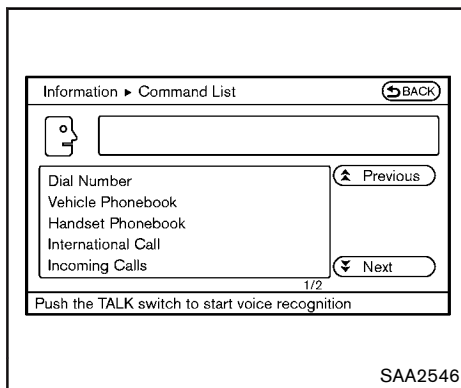 Information ▸ Command List
BACK
Dial Number
Vehicle Phonebook
Handset Phonebook
International Call
Incoming Calls
Previous
Next
1/2
Push the TALK switch to start voice recognition
SAA2546